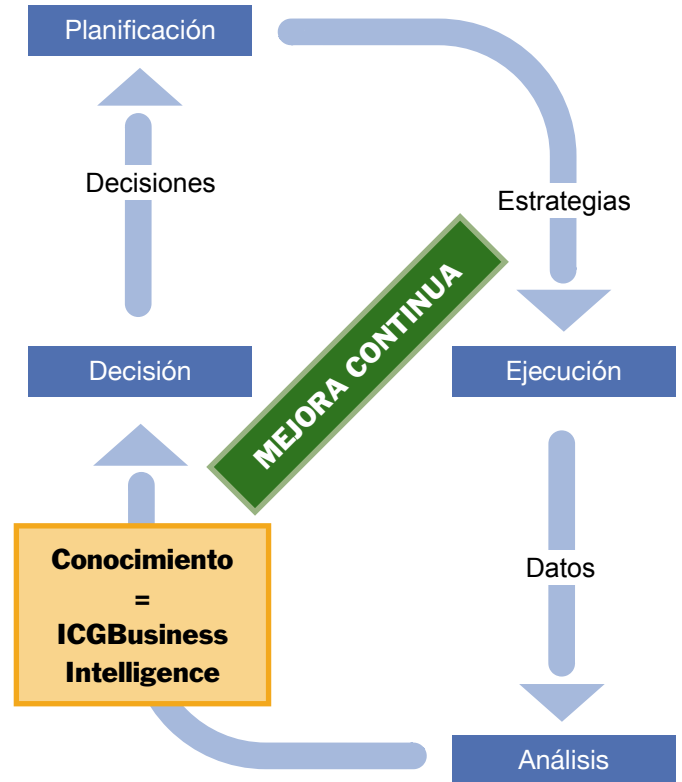 Planificación
Decisiones
Estrategias
MEJORA CONTINUA
Decisión
Ejecución
Conocimiento
=
ICGBusiness
Intelligence
Datos
Análisis